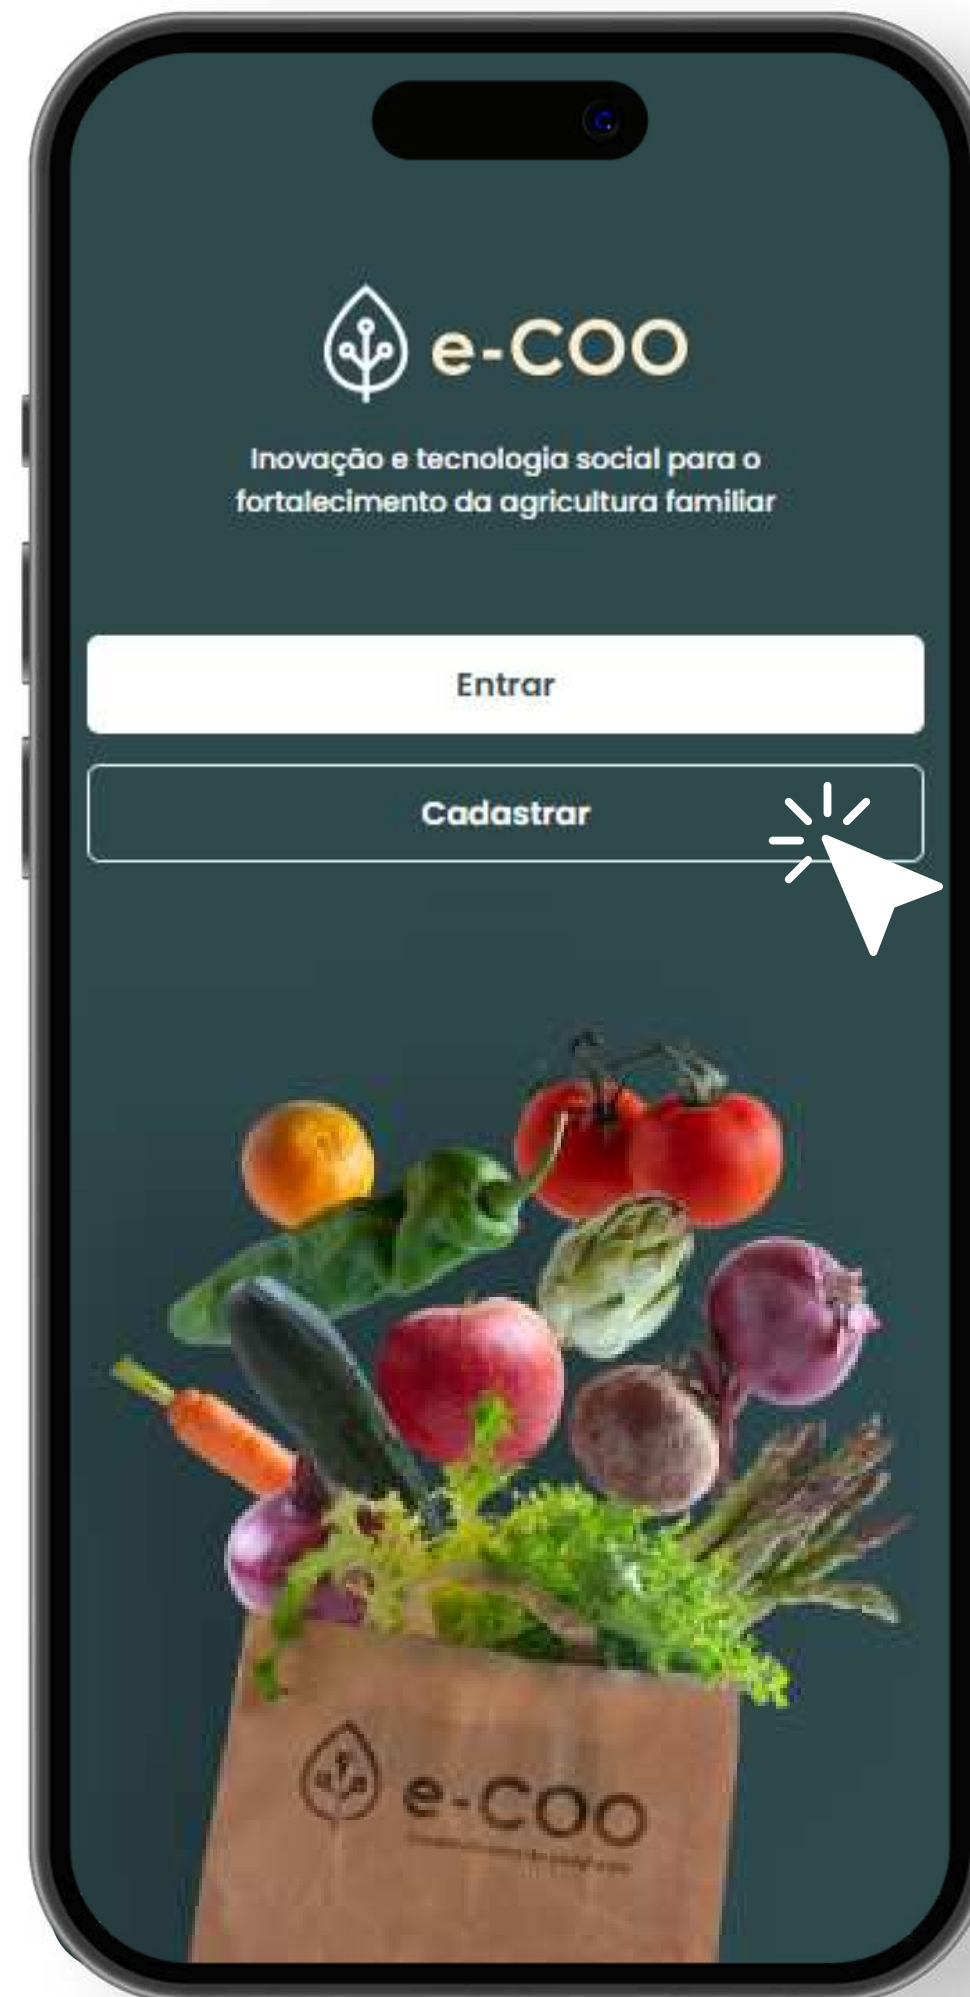 e-COO
Inovação e tecnologia social para o
fortalecimento da agricultura familiar
Entrar
Cadastrar
e-COO